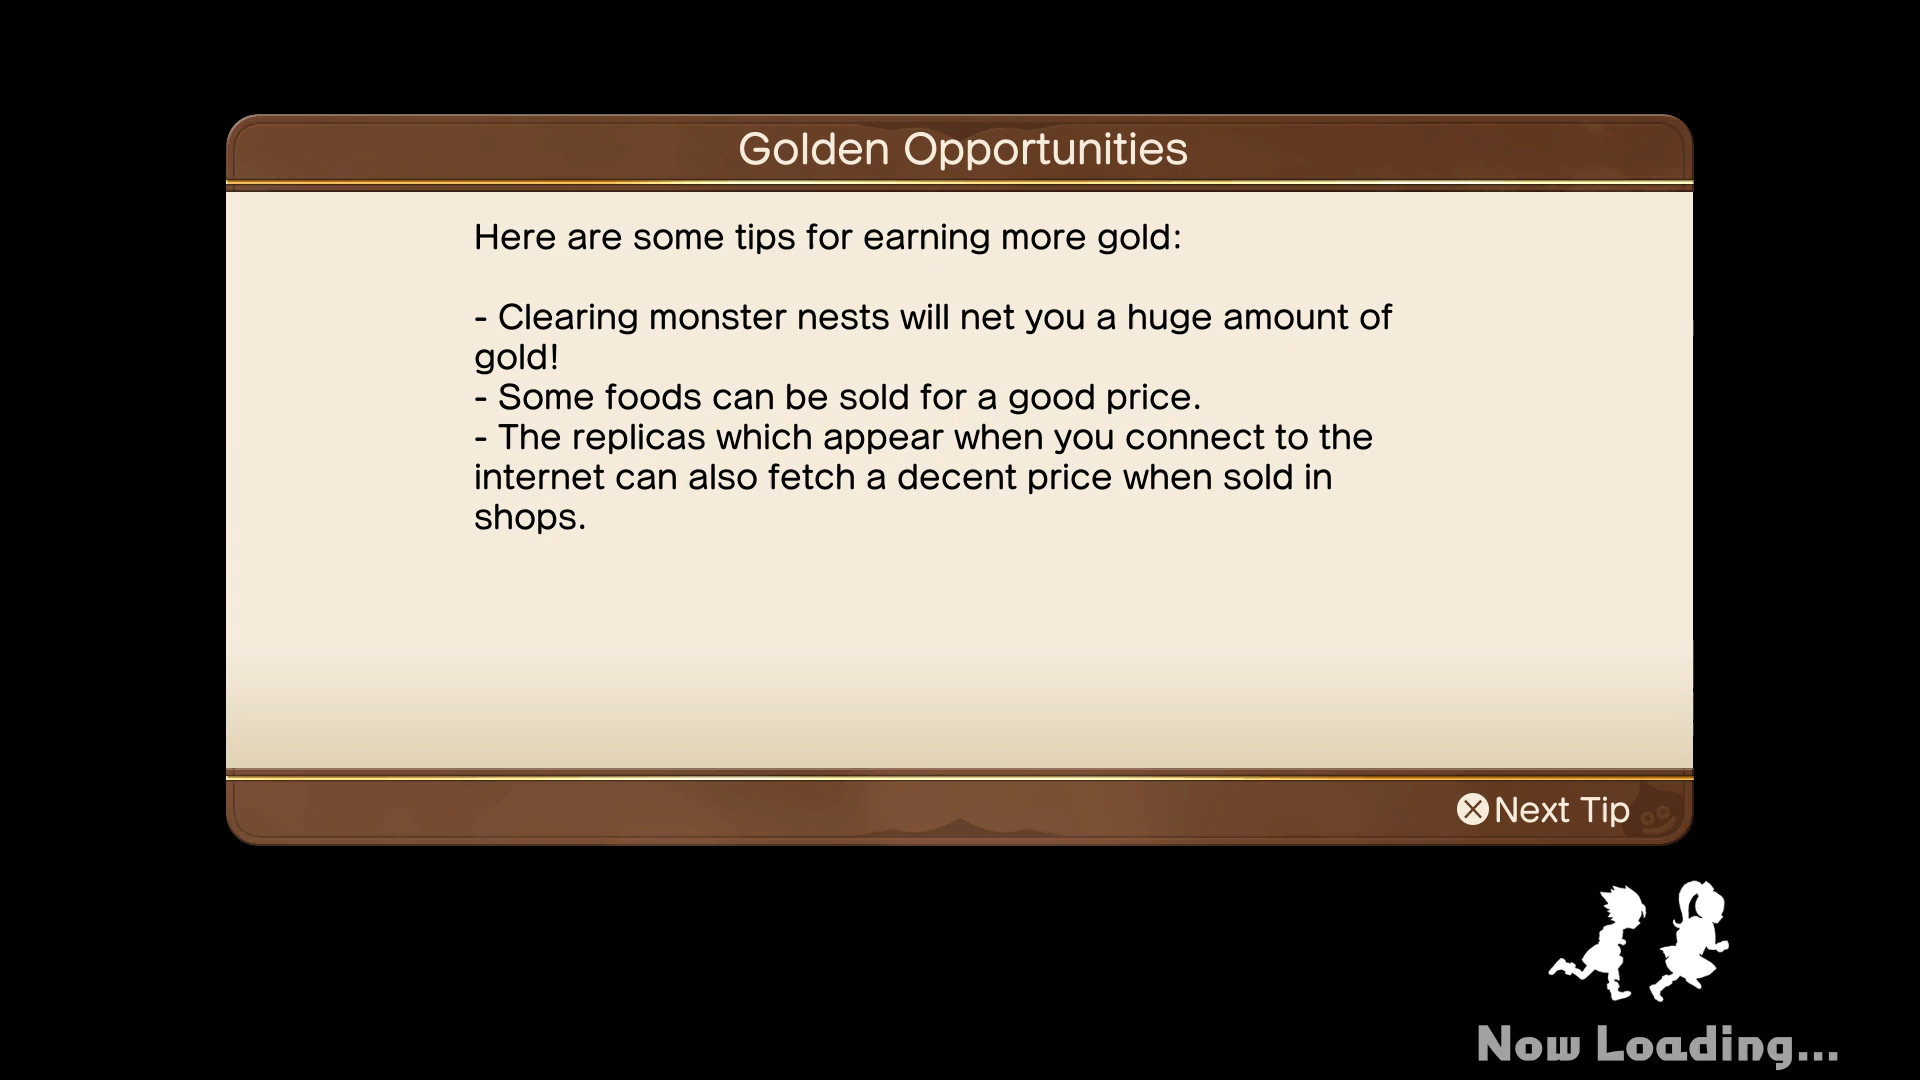 Golden Opportunities
Here are some tips for earning more gold:
- Clearing monster nests will net you a huge amount of
gold!
- Some foods can be sold for a good price.
- The replicas which appear when you connect to the
internet can also fetch a decent price when sold in
shops.
Next Tip
Now Loading...